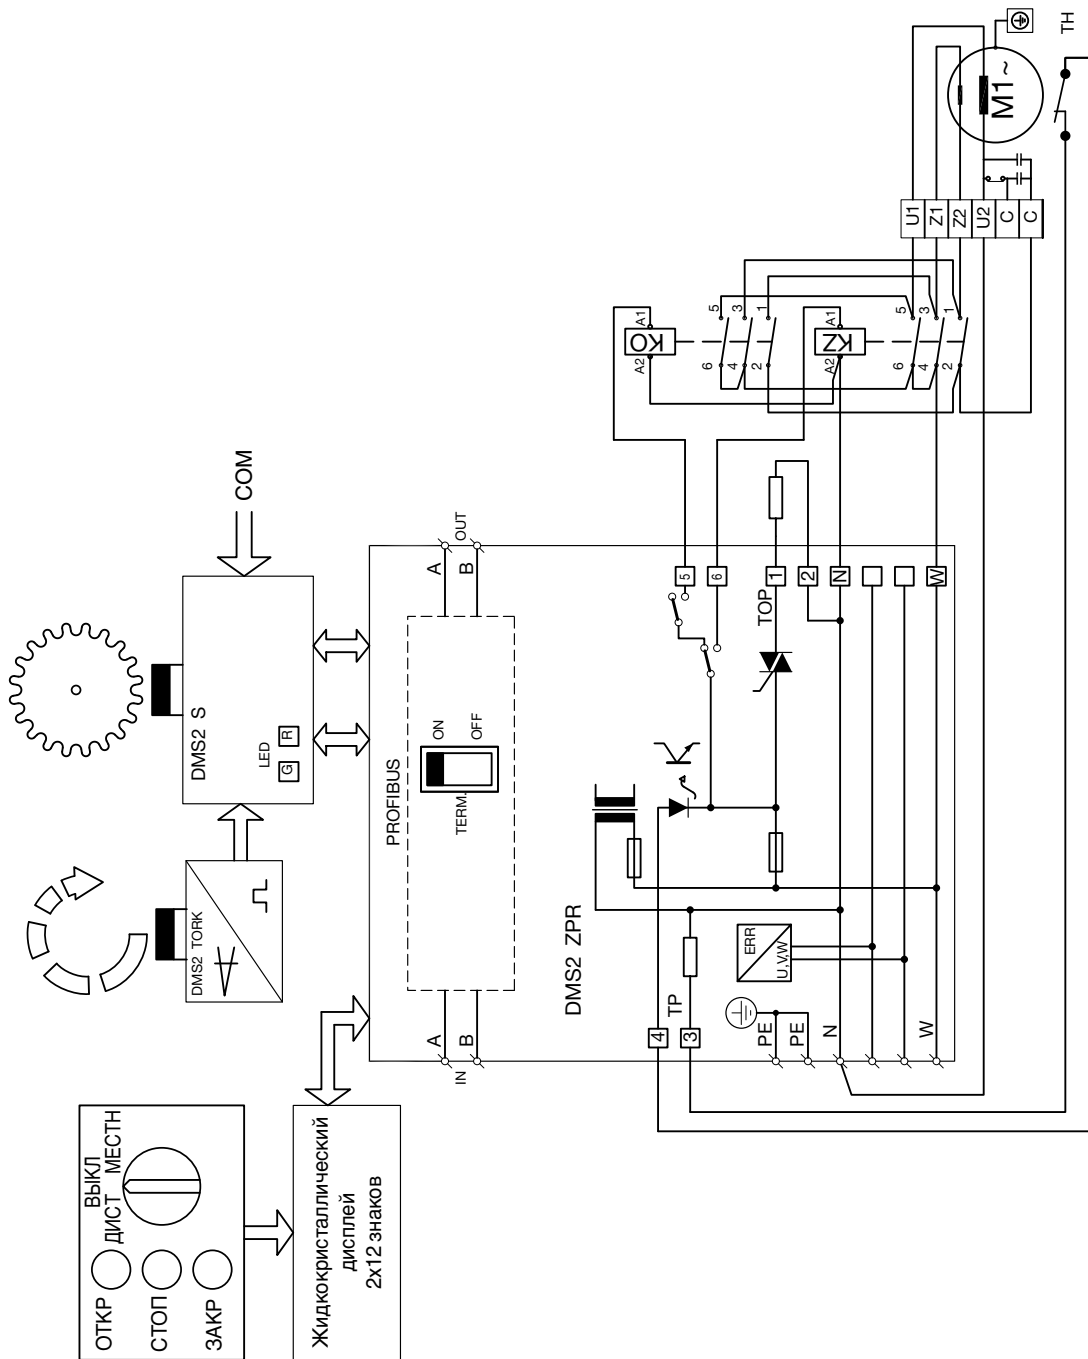 ОТКР
СТОП
ЗАКР
ВЫКЛ
ДИСТ МЕСТН
Жидкокристаллический
дисплей
2x12 знаков
DMS2 TORK
DMS2 S
LED
G
R
COM
PROFIBUS
TERM.
ON
OFF
A
B
IN
A
B
OUT
DMS2 ZPR
4
3
TP
ERR
U,V,W
PE
PE
N
W
TOP
5
6
1
2
N
W
KO
A1
A2
6
4
2
5
3
1
KZ
A1
A2
6
4
2
5
3
1
U1
Z1
Z2
U2
C
C
M1 ~
TH